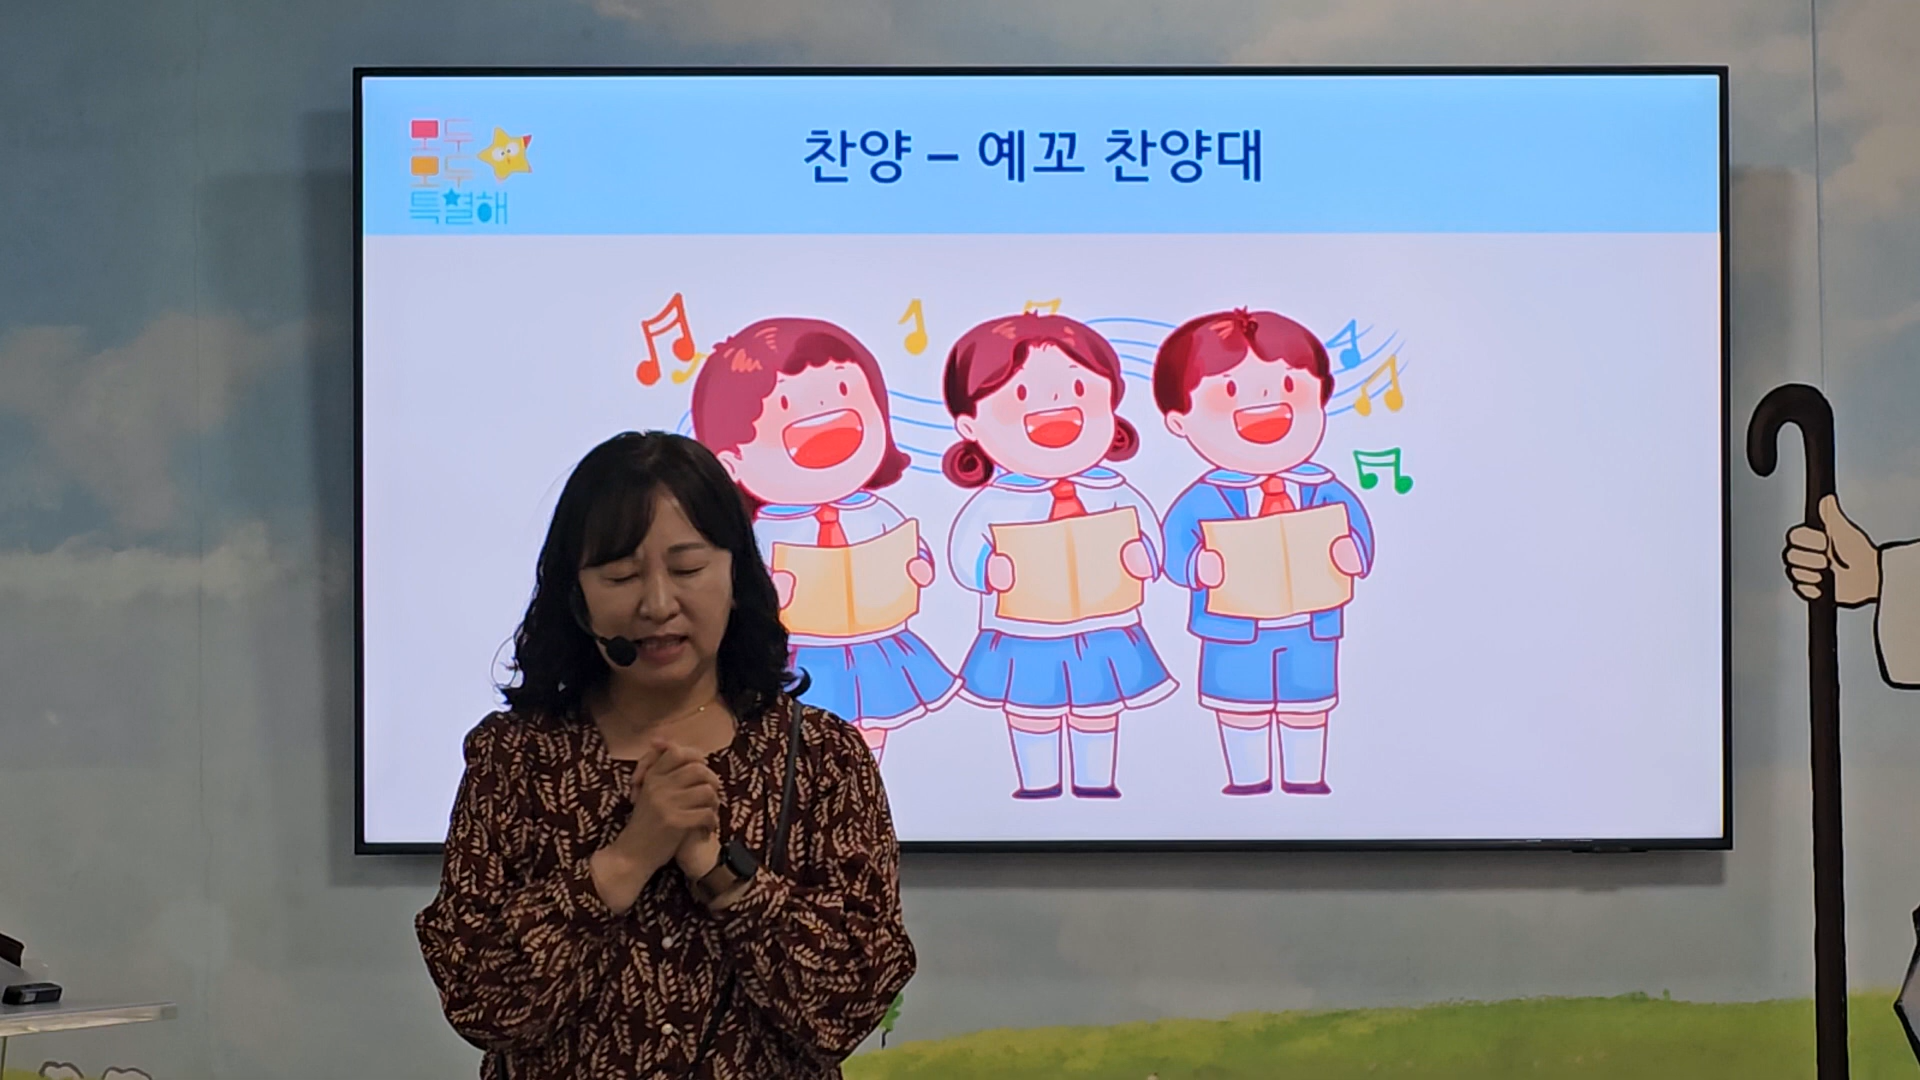 모두
모두
특별해
찬양 – 예꼬 찬양대